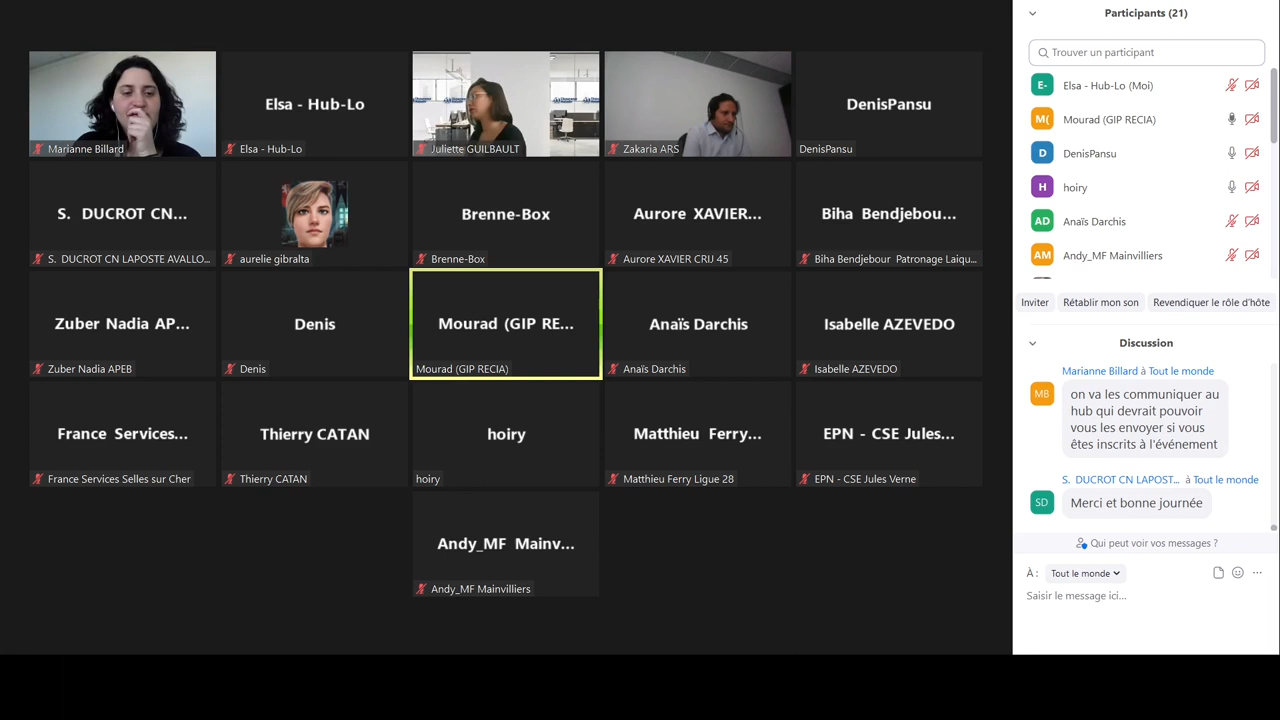 Marianne Billard
Elsa - Hub-Lo
Elsa - Hub-Lo
Juliette GUILBAULT
Zakaria ARS
DenisPansu
DenisPansu
S. DUCROT CN...
S. DUCROT CN LAPOSTE AVALLO...
aurelie gibralta
Brenne-Box
Brenne-Box
Aurore XAVIER...
Aurore XAVIER CRIJ 45
Biha Bendjebou...
Biha Bendjebour Patronage Laiqu...
Zuber Nadia AP...
Zuber Nadia APEB
Denis
Denis
Mourad (GIP RE...
Mourad (GIP RECIA)
Anaïs Darchis
Anaïs Darchis
Isabelle AZEVEDO
Isabelle AZEVEDO
France Services...
France Services Selles sur Cher
Thierry CATAN
Thierry CATAN
hoiry
hoiry
Matthieu Ferry...
Matthieu Ferry Ligue 28
EPN - CSE Jules...
EPN - CSE Jules Verne
Andy_MF Mainv...
Andy_MF Mainvilliers
Participants (21)
Trouver un participant
E- Elsa - Hub-Lo (Moi)
M( Mourad (GIP RECIA)
D DenisPansu
H hoiry
AD Anaïs Darchis
AM Andy_MF Mainvilliers
Inviter Rétablir mon son Revendiquer le rôle d'hôte
Discussion
Marianne Billard à Tout le monde
MB
on va les communiquer au
hub qui devrait pouvoir
vous les envoyer si vous
êtes inscrits à l'événement
S. DUCROT CN LAPOST... à Tout le monde
SD Merci et bonne journée
Qui peut voir vos messages ?
À : Tout le monde
Saisir le message ici...